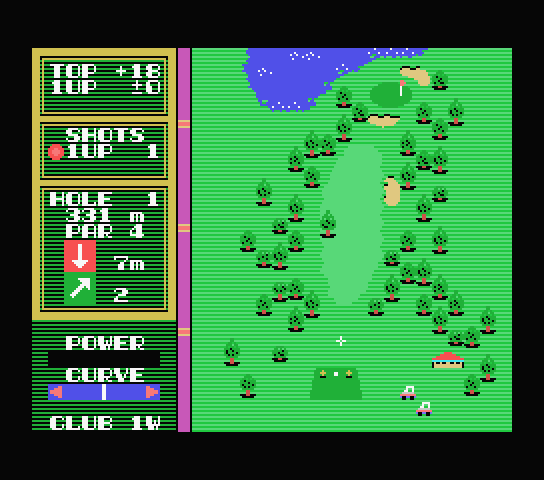 TOP +18
1UP ±0
SHOTS
1UP 1
HOLE 1
331 m
PAR 4
7m
2
POWER
CURVE
CLUB 1W